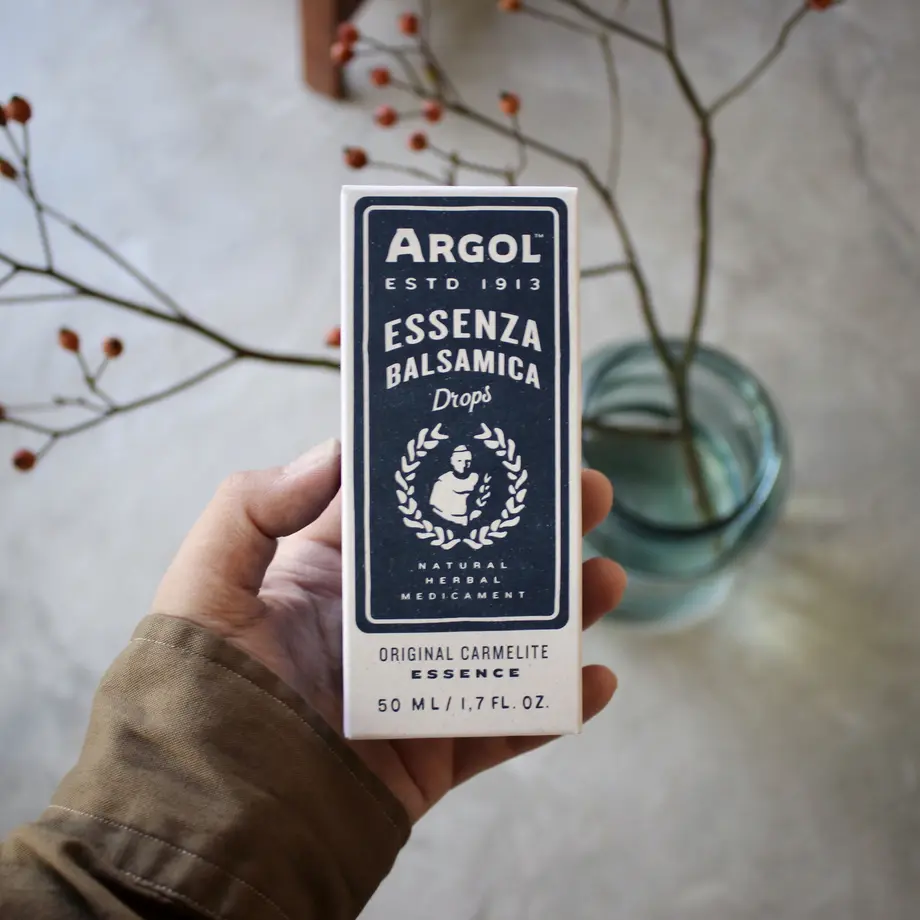 ARGOL™
ESTD 1913
ESSENZA
BALSAMICA
Drops
NATURAL
HERBAL
MEDICAMENT
ORIGINAL CARMELITE
ESSENCE
50 ML / 1,7 FL. OZ.